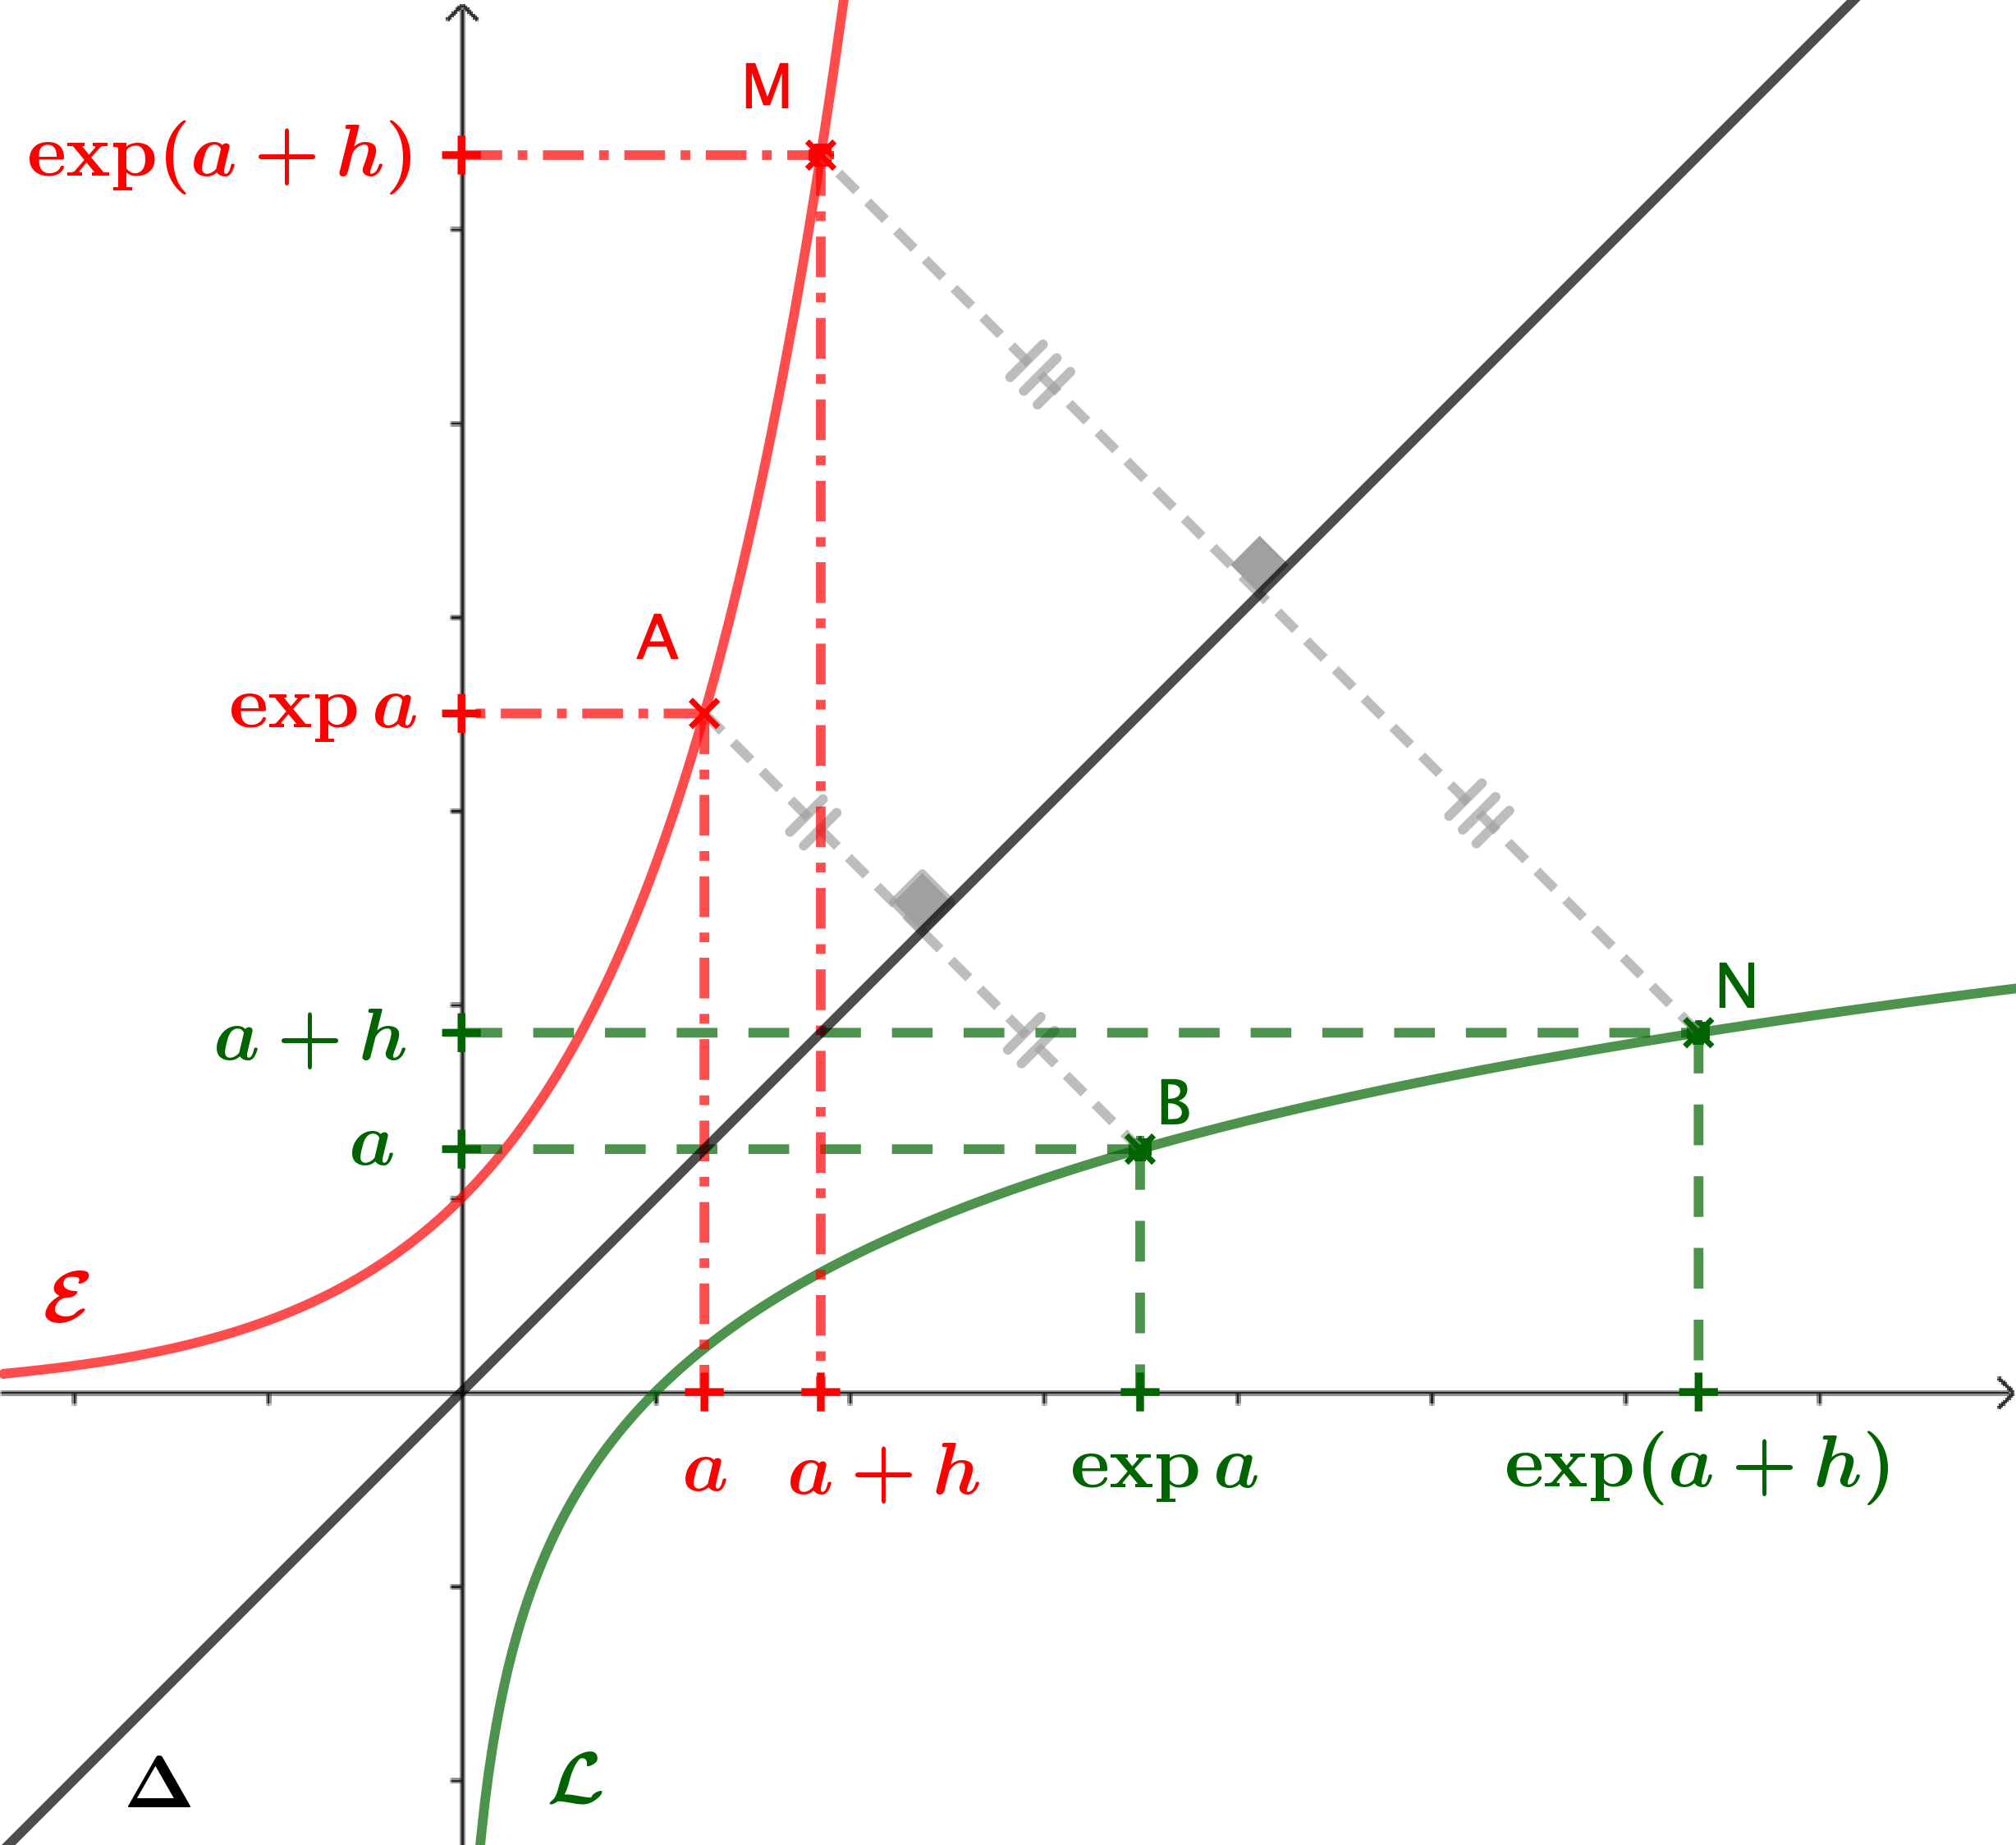 M
exp(a + h)
A
exp a
N
a + h
B
a
ℰ
a
a + h
exp a
exp(a + h)
Δ
ℒ